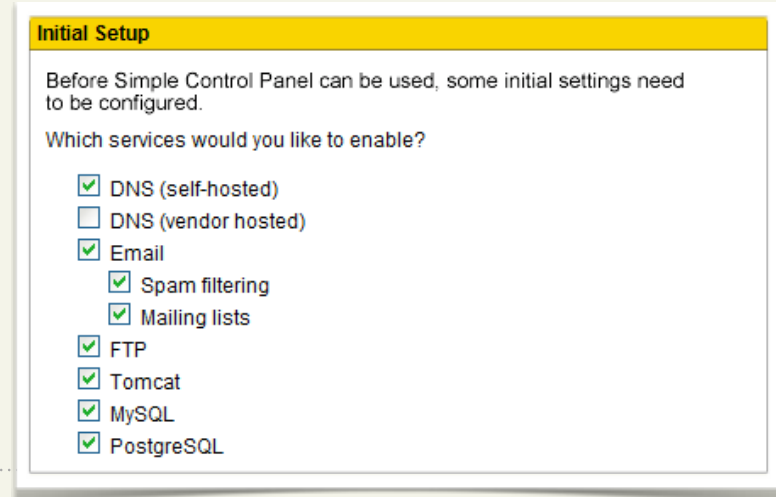 Initial Setup
Before Simple Control Panel can be used, some initial settings need
to be configured.
Which services would you like to enable?
DNS (self-hosted)
DNS (vendor hosted)
Email
Spam filtering
Mailing lists
FTP
Tomcat
MySQL
PostgreSQL